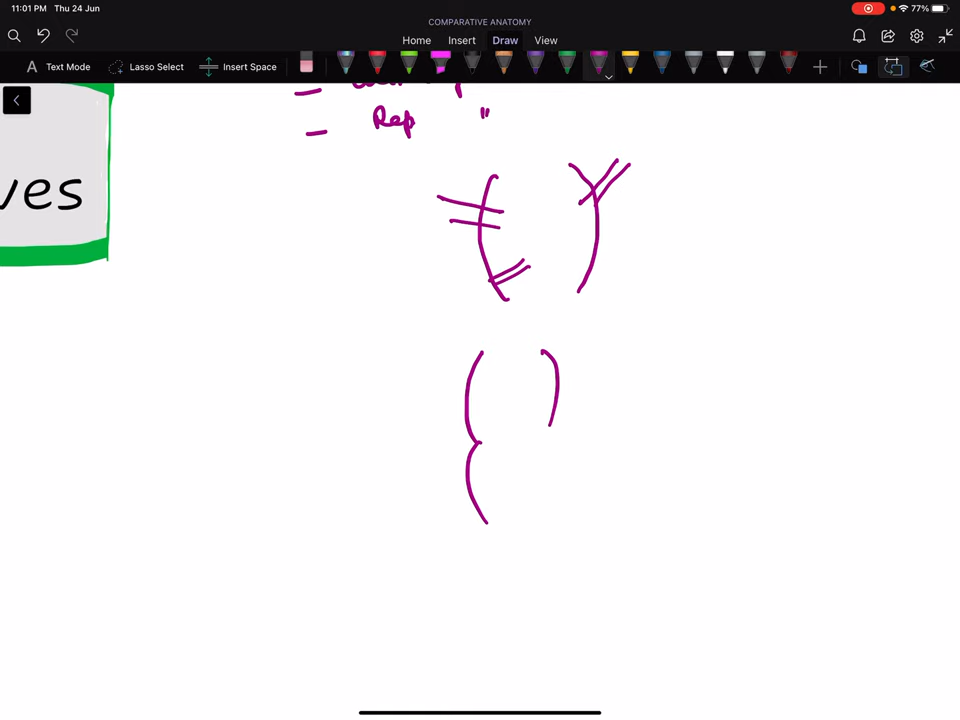 11:01 PM Thu 24 Jun 77%
COMPARATIVE ANATOMY
Home Insert Draw View
A Text Mode Lasso Select Insert Space
Rep "
ves